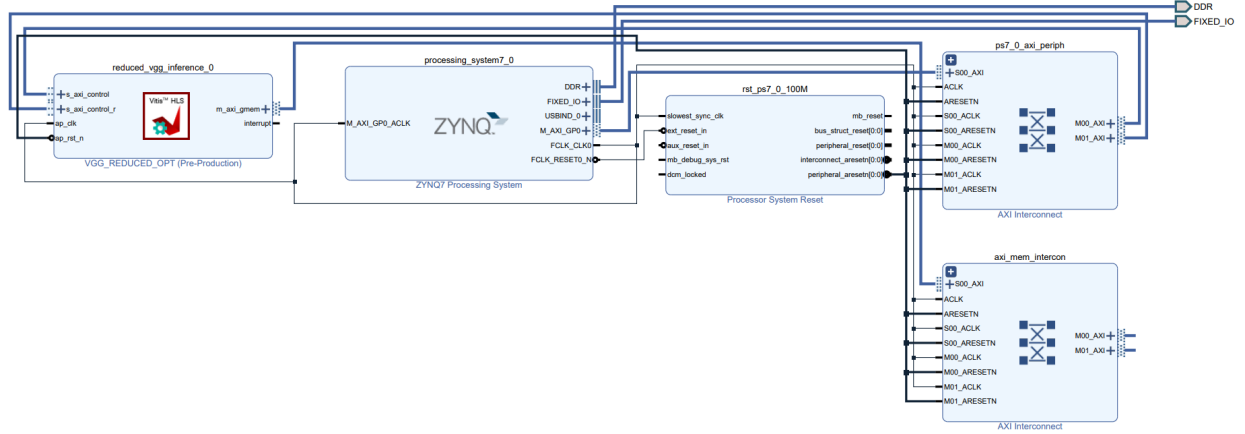 DDR
FIXED_IO
reduced_vgg_inference_0
s_axi_control
s_axi_control_r
ap_clk
ap_rst_n
Vitis™ HLS
m_axi_gmem
interrupt
VGG_REDUCED_OPT (Pre-Production)
processing_system7_0
M_AXI_GP0_ACLK
ZYNQ
DDR
FIXED_IO
USBIND_0
M_AXI_GP0
FCLK_CLK0
FCLK_RESET0_N
ZYNQ7 Processing System
rst_ps7_0_100M
slowest_sync_clk
ext_reset_in
aux_reset_in
mb_debug_sys_rst
dcm_locked
mb_reset
bus_struct_reset[0:0]
peripheral_reset[0:0]
interconnect_aresetn[0:0]
peripheral_aresetn[0:0]
Processor System Reset
ps7_0_axi_periph
S00_AXI
ACLK
ARESETN
S00_ACLK
S00_ARESETN
M00_ACLK
M00_ARESETN
M01_ACLK
M01_ARESETN
M00_AXI
M01_AXI
AXI Interconnect
axi_mem_intercon
S00_AXI
ACLK
ARESETN
S00_ACLK
S00_ARESETN
M00_ACLK
M00_ARESETN
M01_ACLK
M01_ARESETN
M00_AXI
M01_AXI
AXI Interconnect